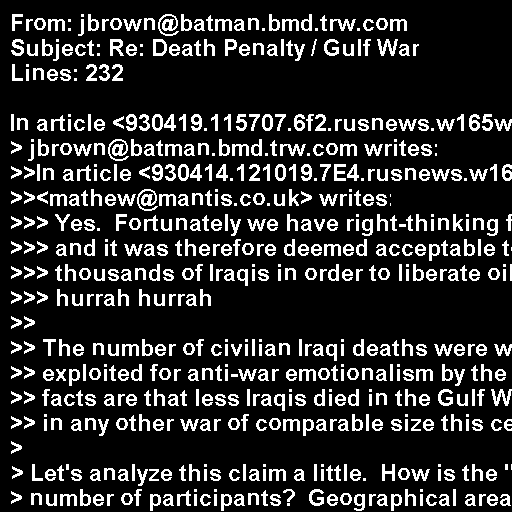 From: jbrown@batman.bmd.trw.com
Subject: Re: Death Penalty / Gulf War
Lines: 232

In article <930419.115707.6f2.rusnews.w165w
> jbrown@batman.bmd.trw.com writes:
>>In article <930414.121019.7E4.rusnews.w16
>><mathew@mantis.co.uk> writes:
>>> Yes.  Fortunately we have right-thinking f
>>> and it was therefore deemed acceptable t
>>> thousands of Iraqis in order to liberate oil
>>> hurrah hurrah
>>
>> The number of civilian Iraqi deaths were w
>> exploited for anti-war emotionalism by the
>> facts are that less Iraqis died in the Gulf W
>> in any other war of comparable size this ce
>
> Let's analyze this claim a little.  How is the "
> number of participants?  Geographical area